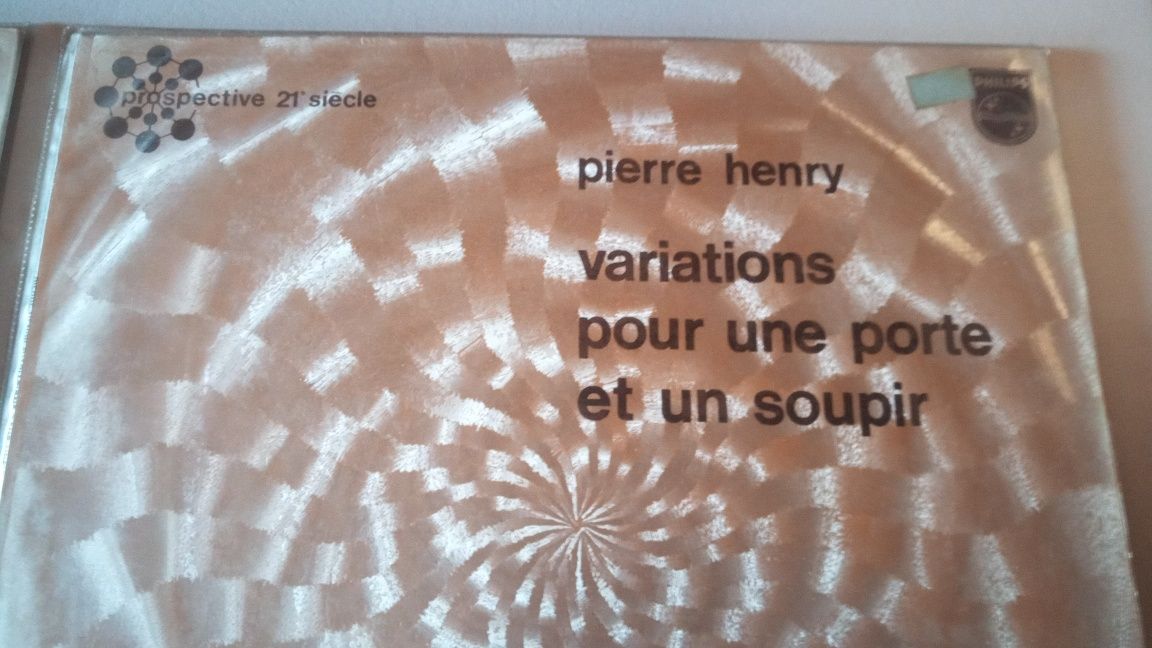 prospective 21e siècle
PHILIPS
pierre henry
variations
pour une porte
et un soupir